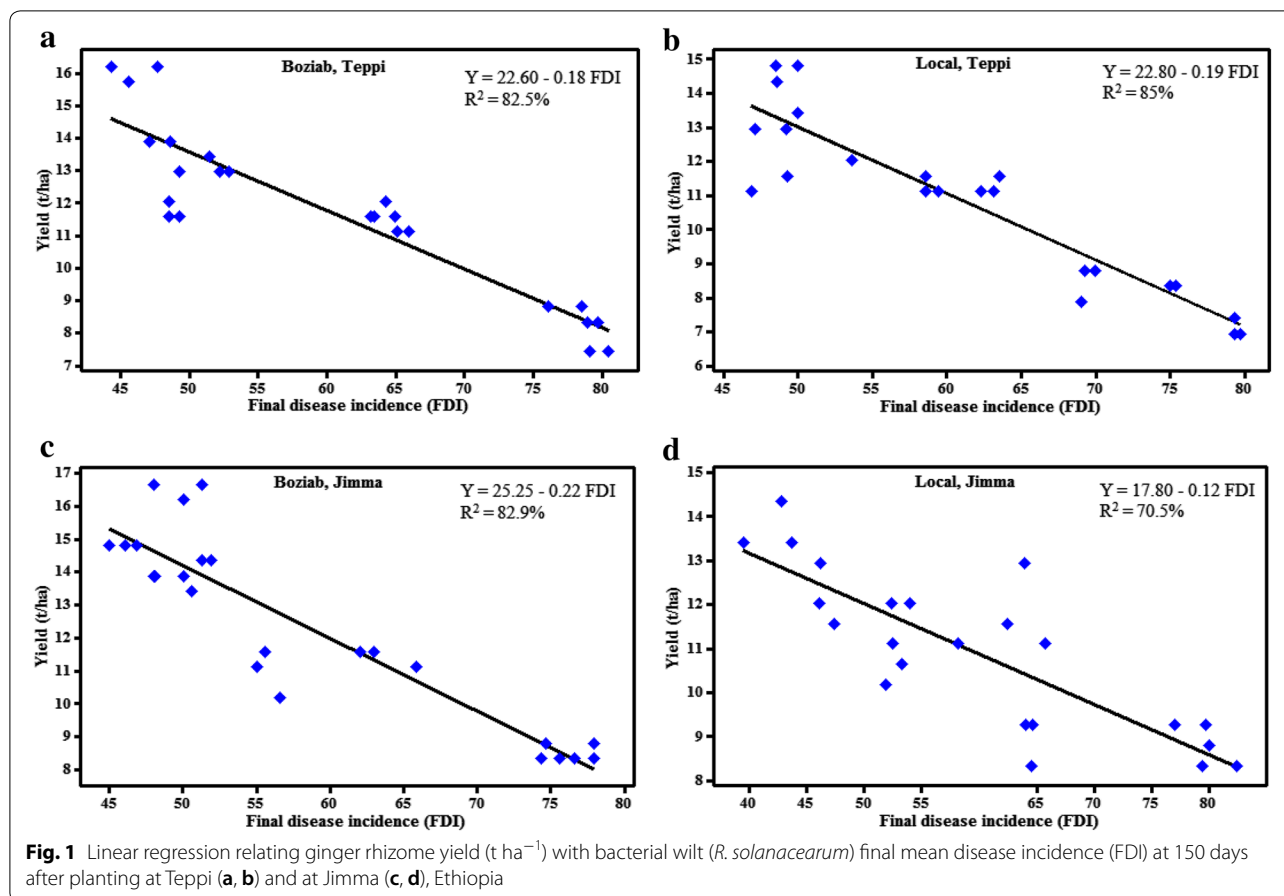 a
Boziab, Teppi
Y = 22.60 - 0.18 FDI
R² = 82.5%
Yield (t/ha)
16
15
14
13
12
11
10
9
8
7
45 50 55 60 65 70 75 80
Final disease incidence (FDI)
b
Local, Teppi
Y = 22.80 - 0.19 FDI
R² = 85%
Yield (t/ha)
15
14
13
12
11
10
9
8
7
6
45 50 55 60 65 70 75 80
Final disease incidence (FDI)
c
Boziab, Jimma
Y = 25.25 - 0.22 FDI
R² = 82.9%
Yield (t/ha)
17
16
15
14
13
12
11
10
9
8
45 50 55 60 65 70 75 80
Final disease incidence (FDI)
d
Local, Jimma
Y = 17.80 - 0.12 FDI
R² = 70.5%
Yield (t/ha)
15
14
13
12
11
10
9
8
40 45 50 55 60 65 70 75 80
Final disease incidence (FDI)
Fig. 1 Linear regression relating ginger rhizome yield (t ha⁻¹) with bacterial wilt (R. solanacearum) final mean disease incidence (FDI) at 150 days
after planting at Teppi (a, b) and at Jimma (c, d), Ethiopia